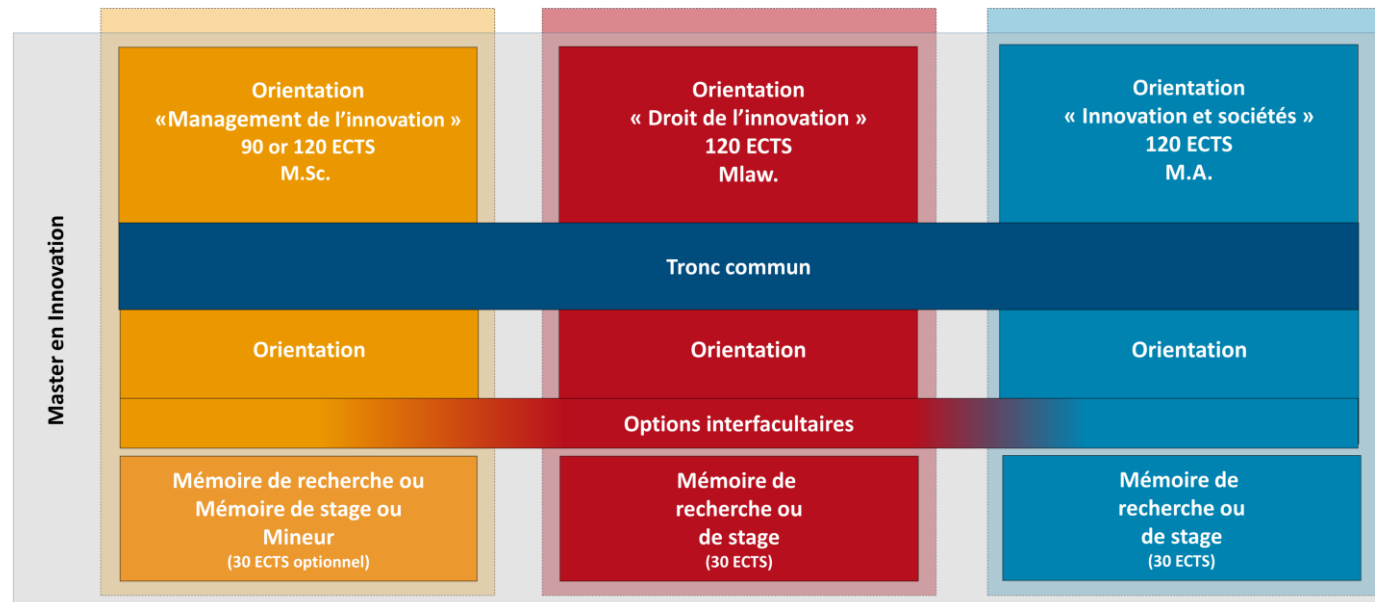 Master en Innovation
Orientation
«Management de l’innovation »
90 or 120 ECTS
M.Sc.
Orientation
« Droit de l’innovation »
120 ECTS
Mlaw.
Orientation
« Innovation et sociétés »
120 ECTS
M.A.
Tronc commun
Orientation
Orientation
Orientation
Options interfacultaires
Mémoire de recherche ou
Mémoire de stage ou
Mineur
(30 ECTS optionnel)
Mémoire de
recherche ou
de stage
(30 ECTS)
Mémoire de
recherche ou
de stage
(30 ECTS)